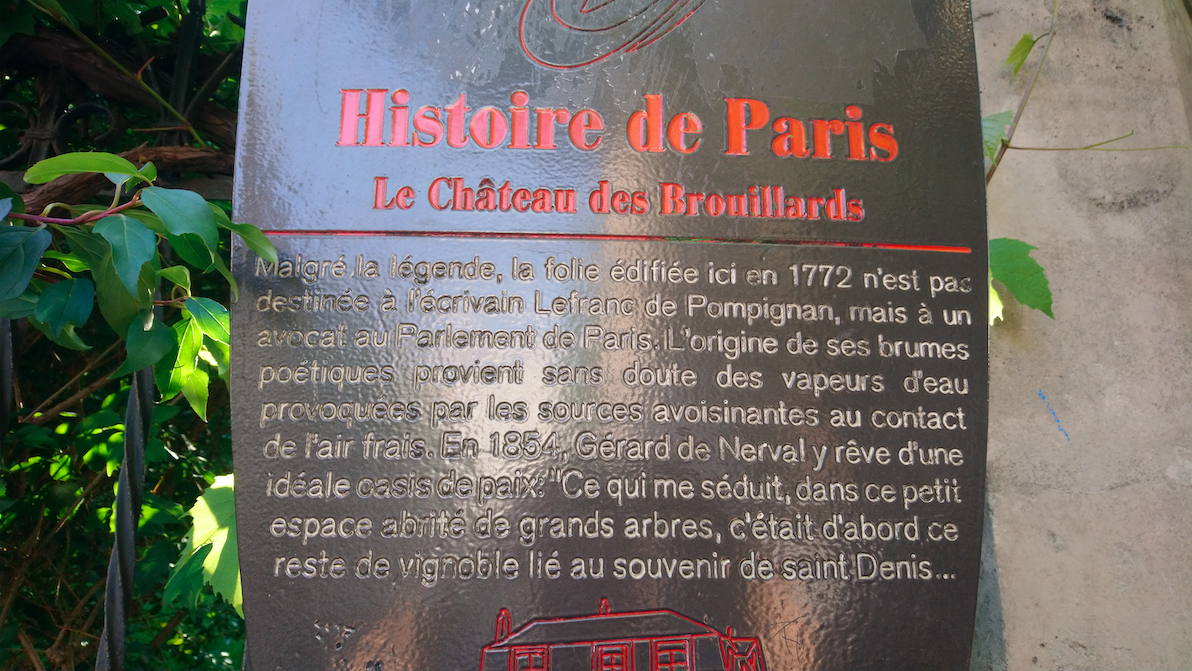 Histoire de Paris
Le Château des Brouillards
Malgré la légende, la folie édifiée ici en 1772 n'est pas
destinée à l'écrivain Lefranc de Pompignan, mais à un
avocat au Parlement de Paris. L'origine de ses brumes
poétiques provient sans doute des vapeurs d'eau
provoquées par les sources avoisinantes au contact
de l'air frais. En 1854, Gérard de Nerval y rêve d'une
idéale oasis de paix: "Ce qui me séduit, dans ce petit
espace abrité de grands arbres, c'était d'abord ce
reste de vignoble lié au souvenir de saint Denis...